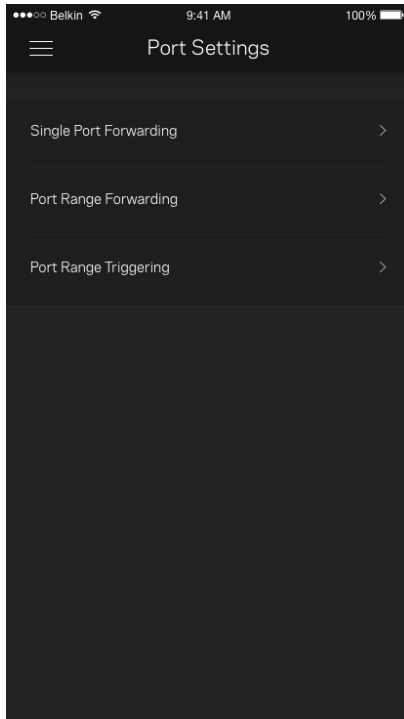 Belkin 9:41 AM 100%
Port Settings
Single Port Forwarding
Port Range Forwarding
Port Range Triggering